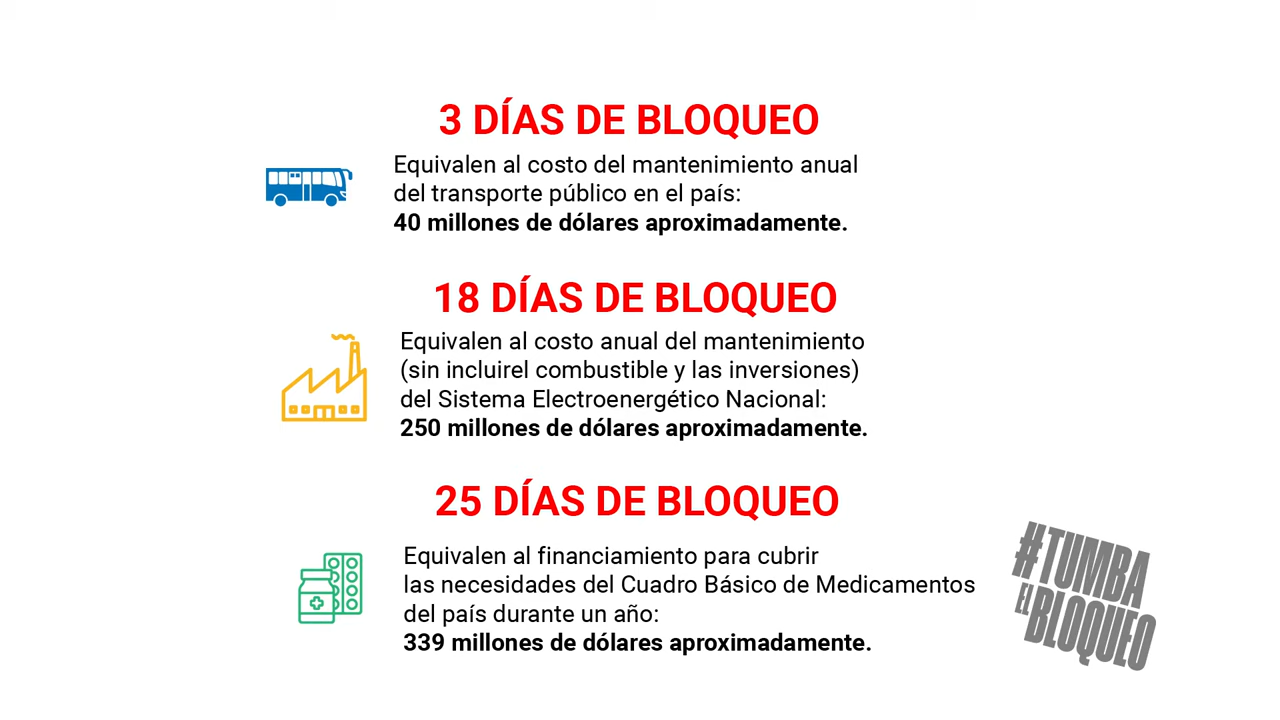 3 DÍAS DE BLOQUEO
Equivalen al costo del mantenimiento anual
del transporte público en el país:
40 millones de dólares aproximadamente.
18 DÍAS DE BLOQUEO
Equivalen al costo anual del mantenimiento
(sin incluirel combustible y las inversiones)
del Sistema Electroenergético Nacional:
250 millones de dólares aproximadamente.
25 DÍAS DE BLOQUEO
Equivalen al financiamiento para cubrir
las necesidades del Cuadro Básico de Medicamentos
del país durante un año:
339 millones de dólares aproximadamente.
#TUMBA
EL
BLOQUEO